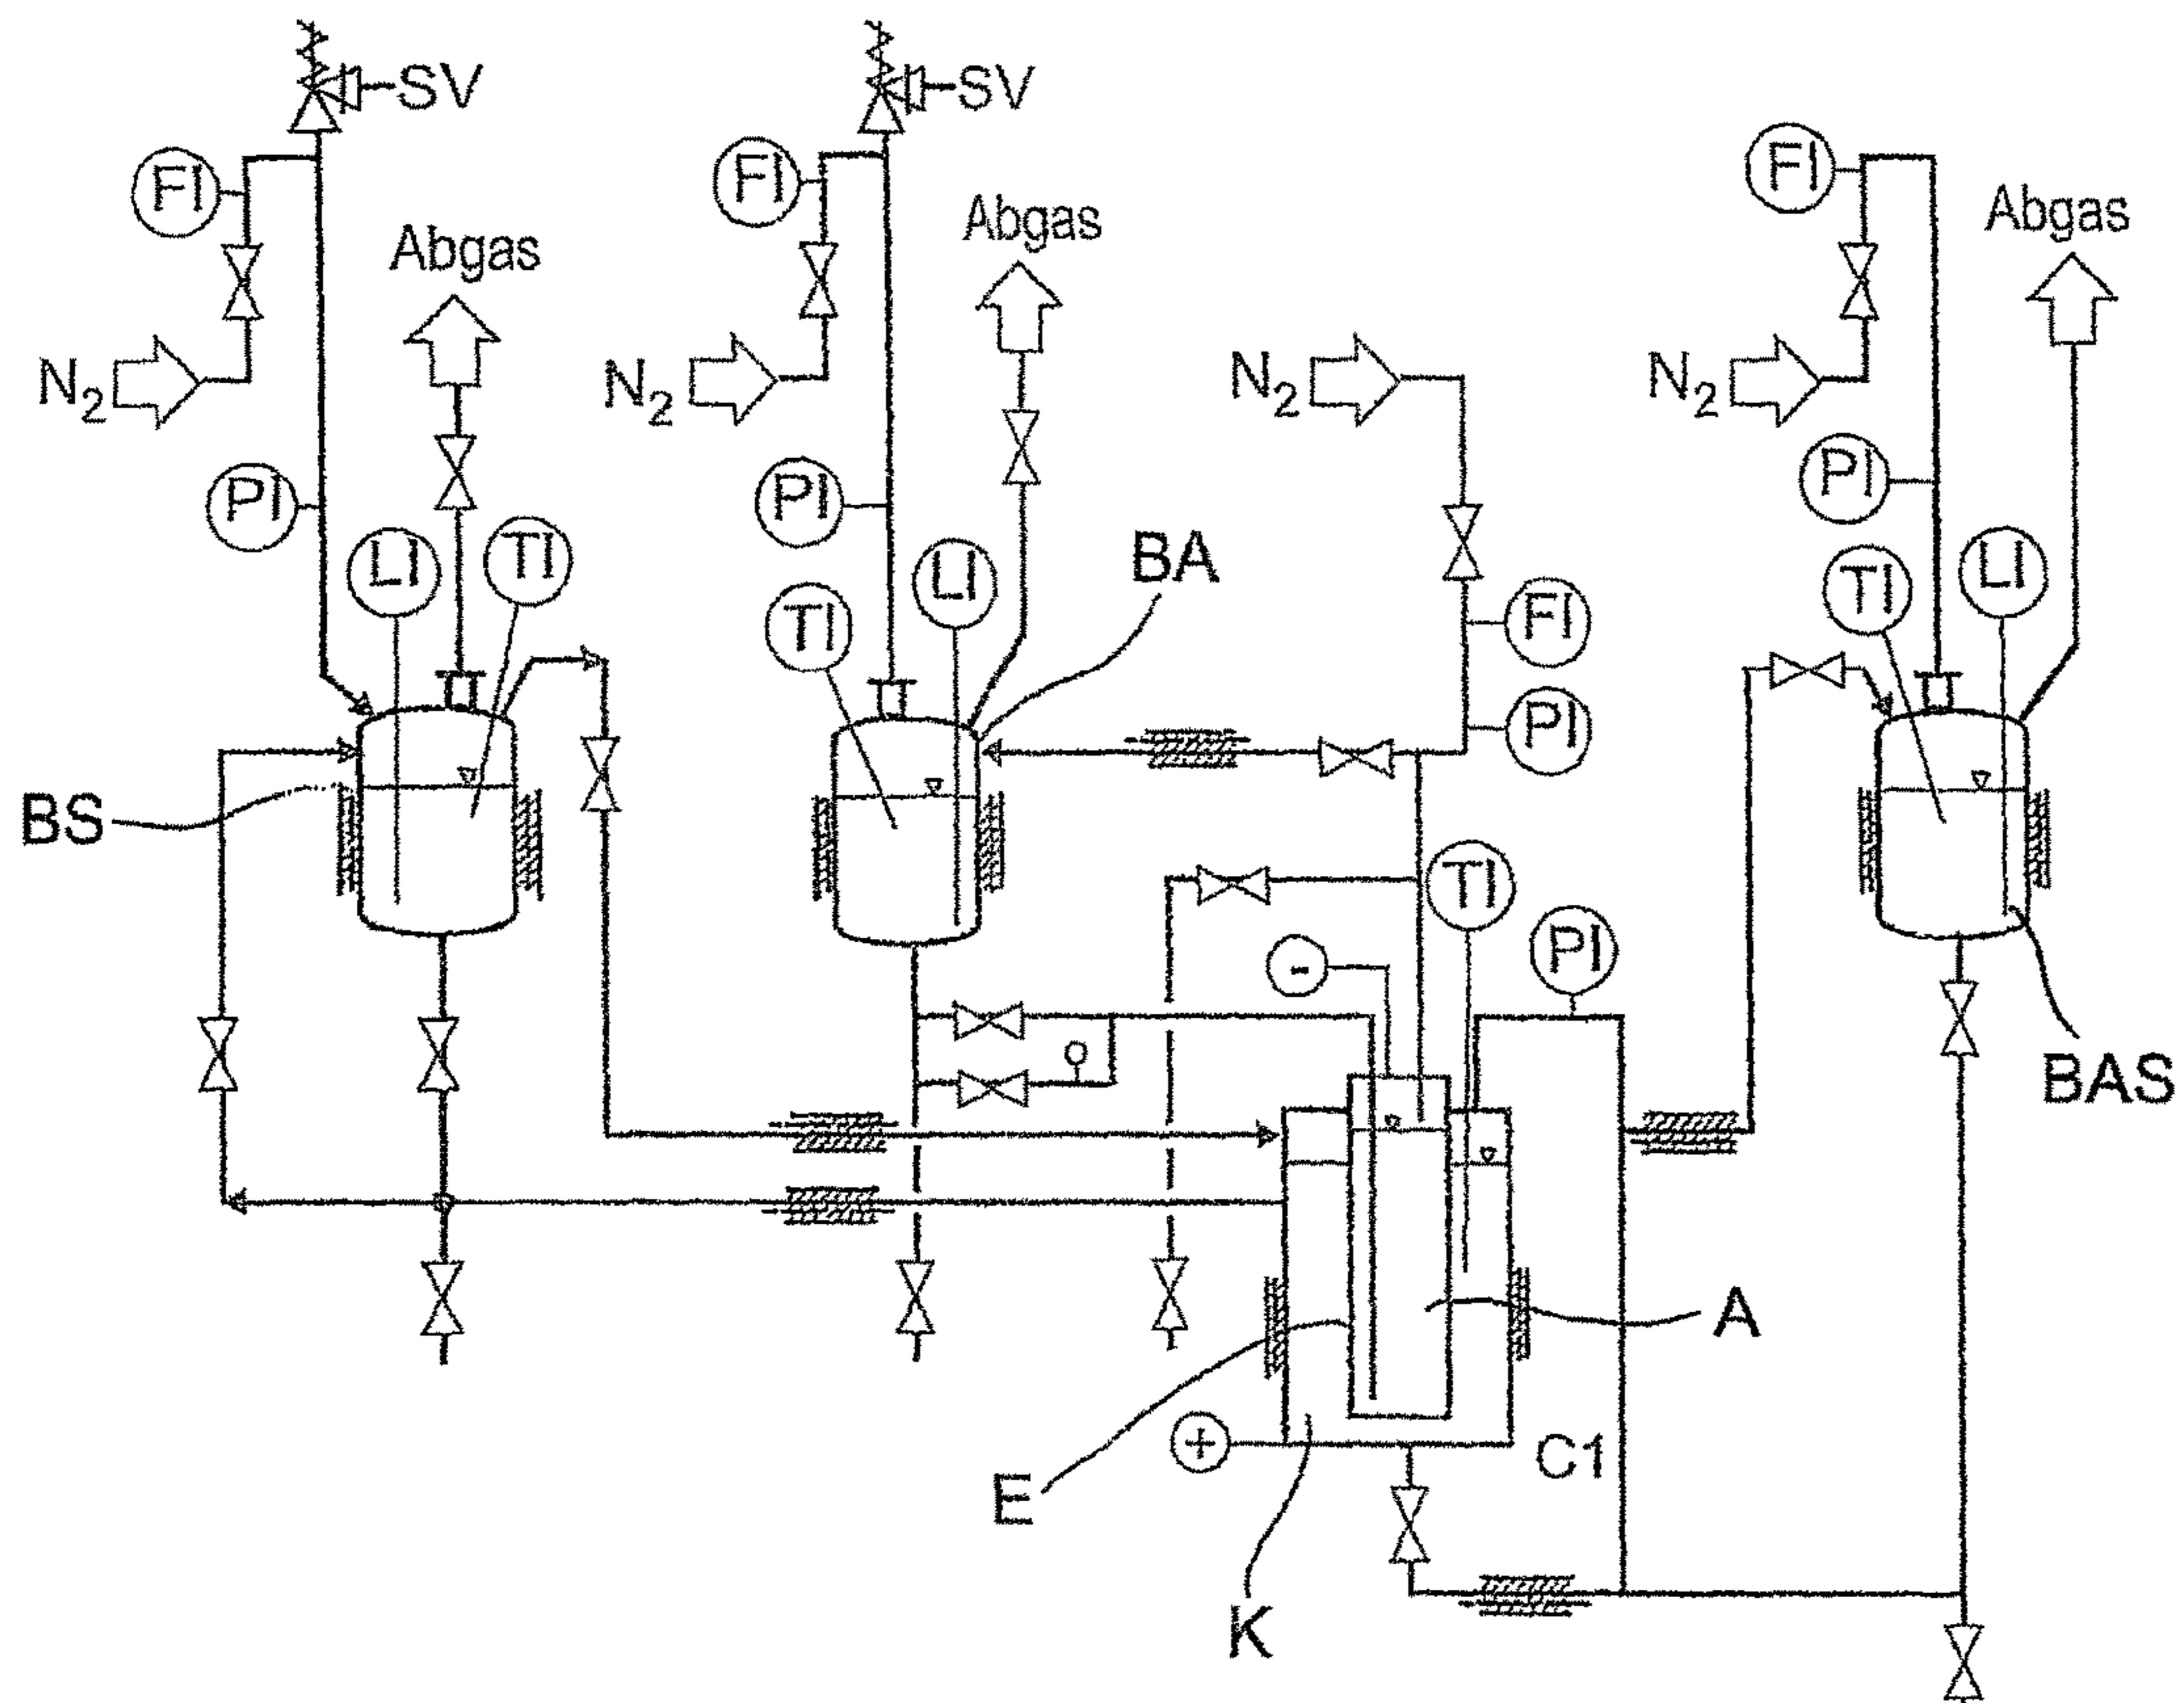 SV
SV
FI
FI
FI
Abgas
Abgas
Abgas
N₂
N₂
N₂
N₂
PI
PI
PI
LI
TI
TI
LI
BA
FI
TI
LI
PI
BS
TI
PI
-
BAS
A
+
C1
E
K